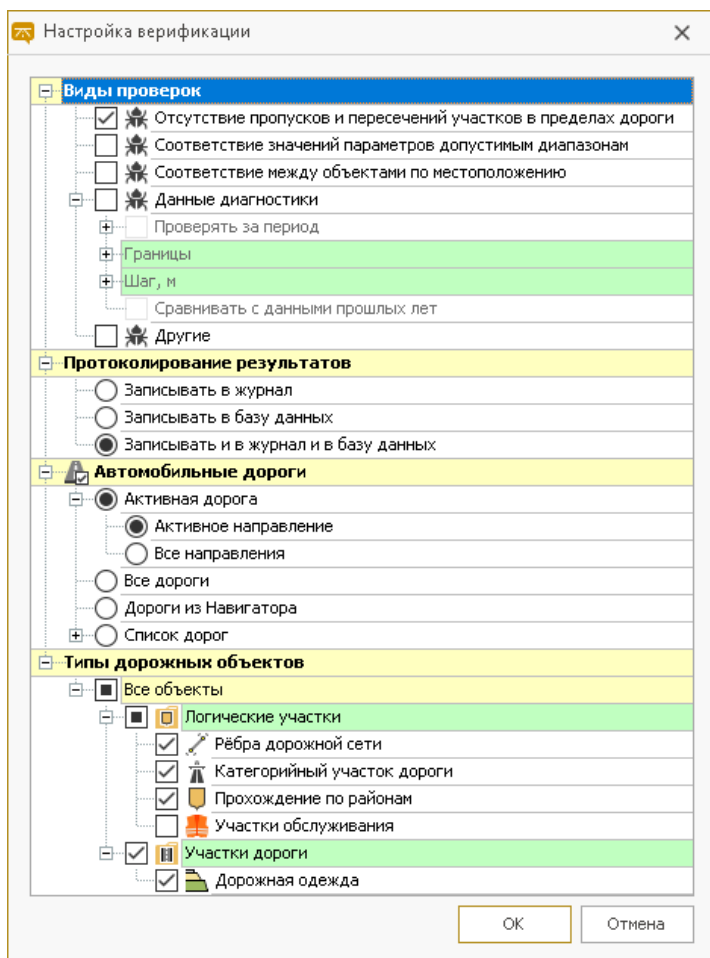 Настройка верификации
Виды проверок
Отсутствие пропусков и пересечений участков в пределах дороги
Соответствие значений параметров допустимым диапазонам
Соответствие между объектами по местоположению
Данные диагностики
Проверять за период
Границы
Шаг, м
Сравнивать с данными прошлых лет
Другие
Протоколирование результатов
Записывать в журнал
Записывать в базу данных
Записывать и в журнал и в базу данных
Автомобильные дороги
Активная дорога
Активное направление
Все направления
Все дороги
Дороги из Навигатора
Список дорог
Типы дорожных объектов
Все объекты
Логические участки
Рёбра дорожной сети
Категорийный участок дороги
Прохождение по районам
Участки обслуживания
Участки дороги
Дорожная одежда
ОК Отмена